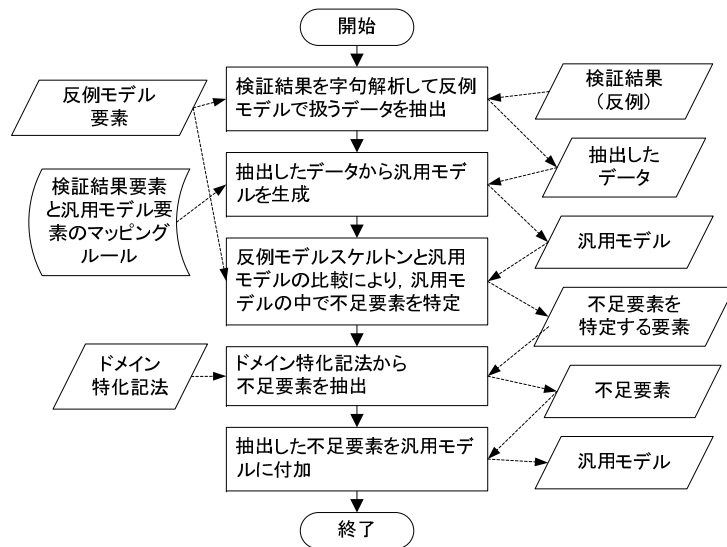 開始
検証結果を字句解析して反例
モデルで扱うデータを抽出
反例モデル
要素
検証結果
（反例）
抽出した
データ
抽出したデータから汎用モデ
ルを生成
検証結果要素
と汎用モデル要
素のマッピング
ルール
汎用モデル
反例モデルスケルトンと汎用
モデルの比較により，汎用モ
デルの中で不足要素を特定
不足要素を
特定する要素
ドメイン
特化記法
ドメイン特化記法から
不足要素を抽出
不足要素
抽出した不足要素を汎用モデ
ルに付加
汎用モデル
終了